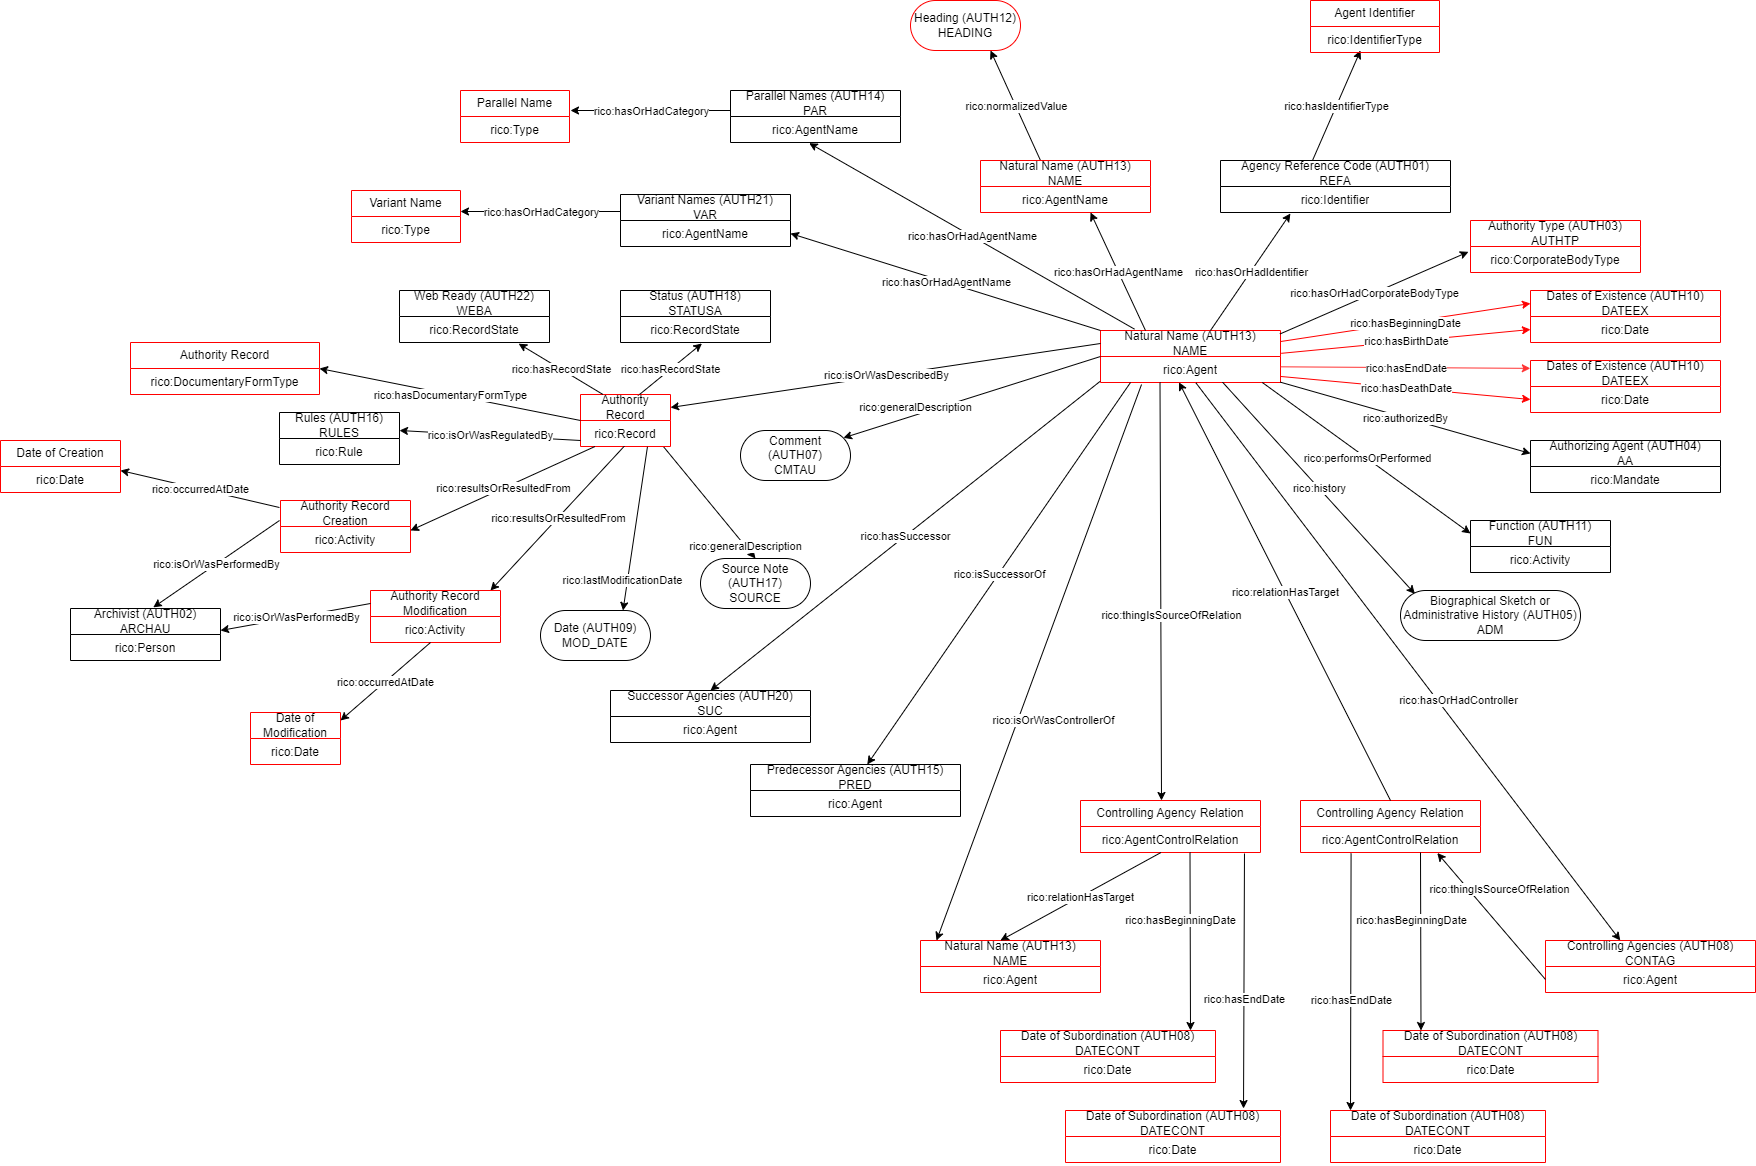 Heading (AUTH12)
HEADING
Agent Identifier
rico:IdentifierType
Parallel Name
rico:Type
rico:hasOrHadCategory
Parallel Names (AUTH14)
PAR
rico:AgentName
rico:normalizedValue
rico:hasIdentifierType
Natural Name (AUTH13)
NAME
rico:AgentName
Agency Reference Code (AUTH01)
REFA
rico:Identifier
Variant Name
rico:Type
rico:hasOrHadCategory
Variant Names (AUTH21)
VAR
rico:AgentName
rico:hasOrHadAgentName
Authority Type (AUTH03)
AUTHTP
rico:CorporateBodyType
rico:hasOrHadAgentName
rico:hasOrHadAgentName
rico:hasOrHadIdentifier
rico:hasOrHadCorporateBodyType
Web Ready (AUTH22)
WEBA
rico:RecordState
Status (AUTH18)
STATUSA
rico:RecordState
Dates of Existence (AUTH10)
DATEEX
rico:Date
rico:hasBeginningDate
rico:hasBirthDate
Natural Name (AUTH13)
NAME
rico:Agent
Authority Record
rico:DocumentaryFormType
rico:hasRecordState
rico:hasRecordState
rico:isOrWasDescribedBy
rico:hasEndDate
rico:hasDeathDate
Dates of Existence (AUTH10)
DATEEX
rico:Date
rico:hasDocumentaryFormType
Authority
Record
rico:Record
rico:generalDescription
rico:authorizedBy
Rules (AUTH16)
RULES
rico:Rule
rico:isOrWasRegulatedBy
Comment
(AUTH07)
CMTAU
Authorizing Agent (AUTH04)
AA
rico:Mandate
rico:performsOrPerformed
Date of Creation
rico:Date
rico:occurredAtDate
rico:resultsOrResultedFrom
rico:history
Authority Record
Creation
rico:Activity
rico:resultsOrResultedFrom
Function (AUTH11)
FUN
rico:Activity
rico:hasSuccessor
rico:generalDescription
rico:isOrWasPerformedBy
Source Note
(AUTH17)
SOURCE
rico:lastModificationDate
rico:isSuccessorOf
rico:relationHasTarget
Authority Record
Modification
rico:Activity
Biographical Sketch or
Administrative History (AUTH05)
ADM
Archivist (AUTH02)
ARCHAU
rico:Person
rico:isOrWasPerformedBy
Date (AUTH09)
MOD_DATE
rico:thingIsSourceOfRelation
rico:occurredAtDate
Successor Agencies (AUTH20)
SUC
rico:Agent
rico:hasOrHadController
Date of
Modification
rico:Date
rico:isOrWasControllerOf
Predecessor Agencies (AUTH15)
PRED
rico:Agent
Controlling Agency Relation
rico:AgentControlRelation
Controlling Agency Relation
rico:AgentControlRelation
rico:relationHasTarget
rico:thingIsSourceOfRelation
rico:hasBeginningDate
rico:hasBeginningDate
Natural Name (AUTH13)
NAME
rico:Agent
Controlling Agencies (AUTH08)
CONTAG
rico:Agent
rico:hasEndDate
rico:hasEndDate
Date of Subordination (AUTH08)
DATECONT
rico:Date
Date of Subordination (AUTH08)
DATECONT
rico:Date
Date of Subordination (AUTH08)
DATECONT
rico:Date
Date of Subordination (AUTH08)
DATECONT
rico:Date